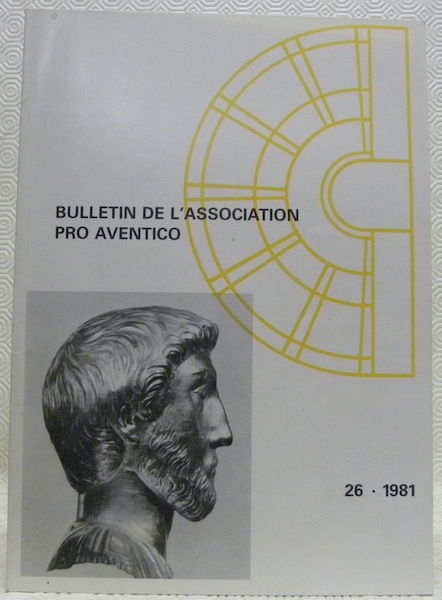 BULLETIN DE L'ASSOCIATION
PRO AVENTICO
26 · 1981